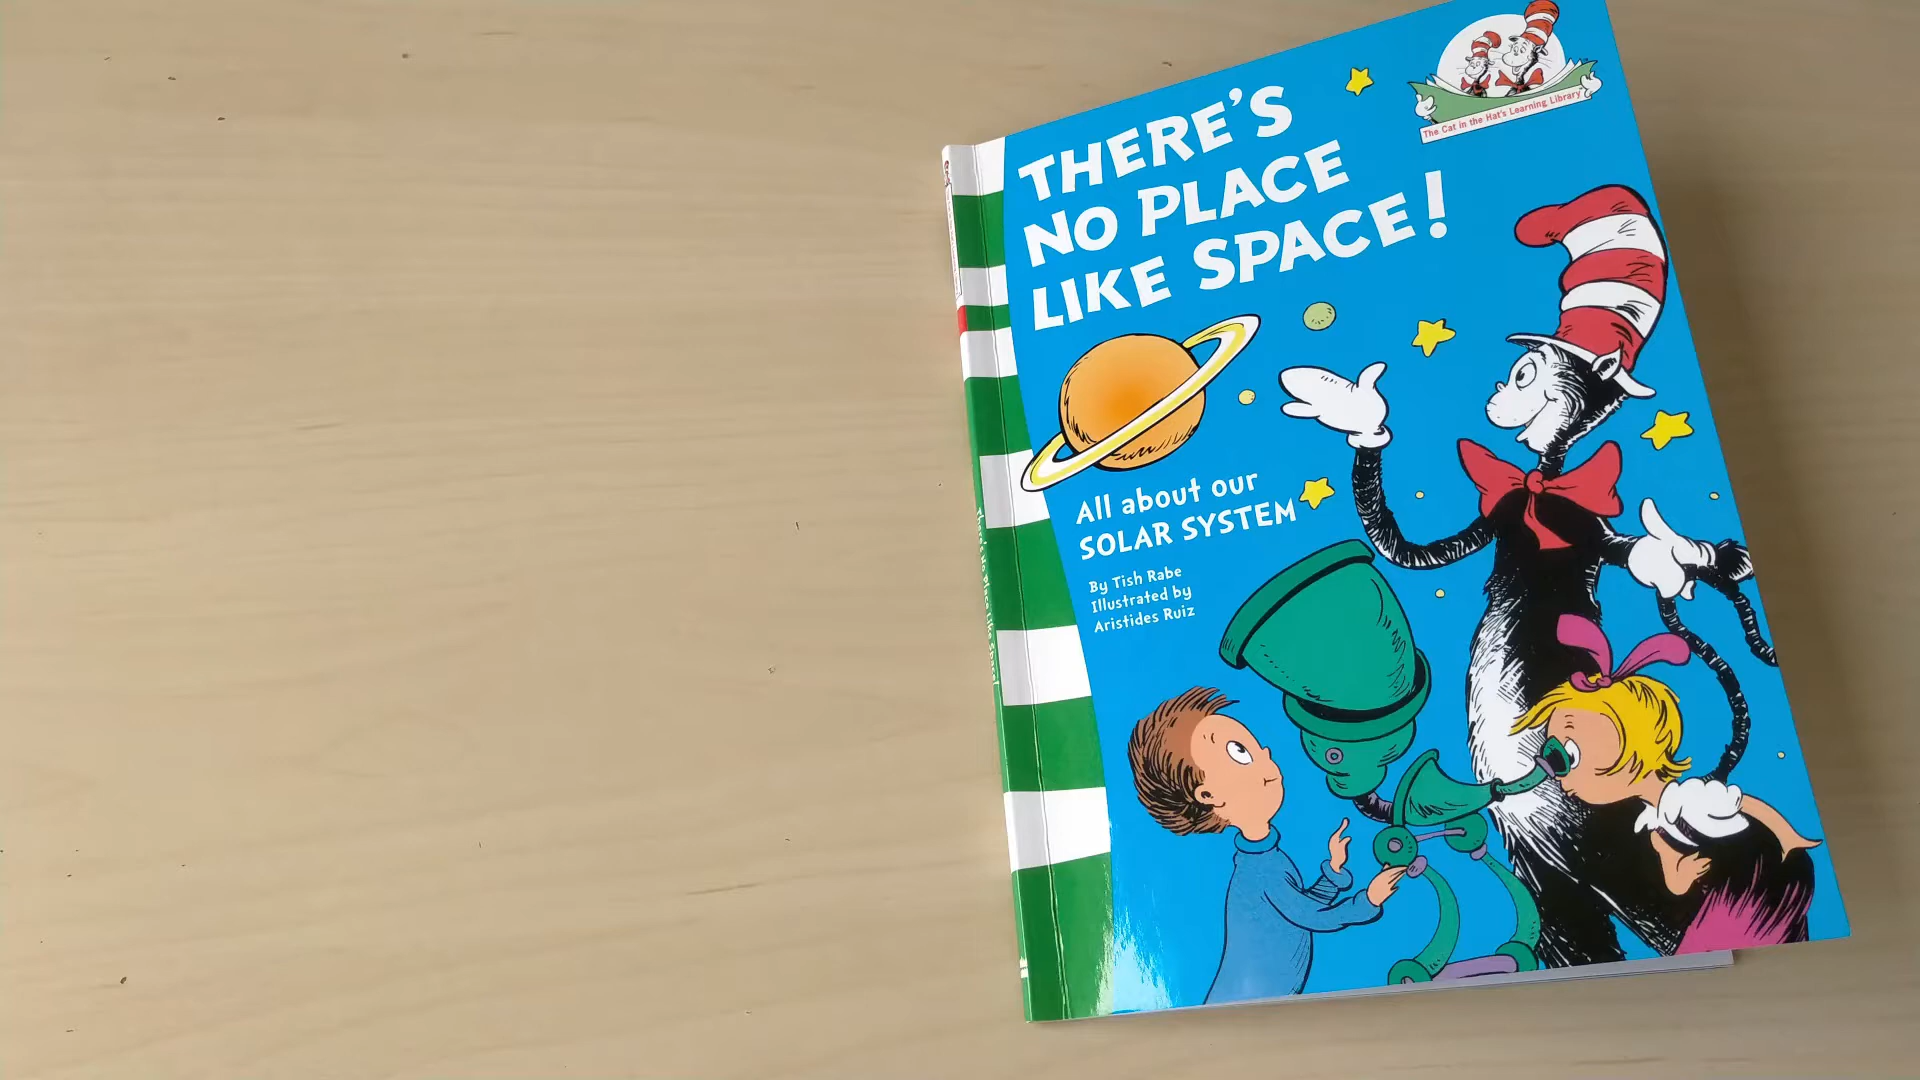 THERE'S
NO PLACE
LIKE SPACE!
The Cat in the Hat's Learning Library
All about our
SOLAR SYSTEM
By Tish Rabe
Illustrated by
Aristides Ruiz
There's No Place Like Space!